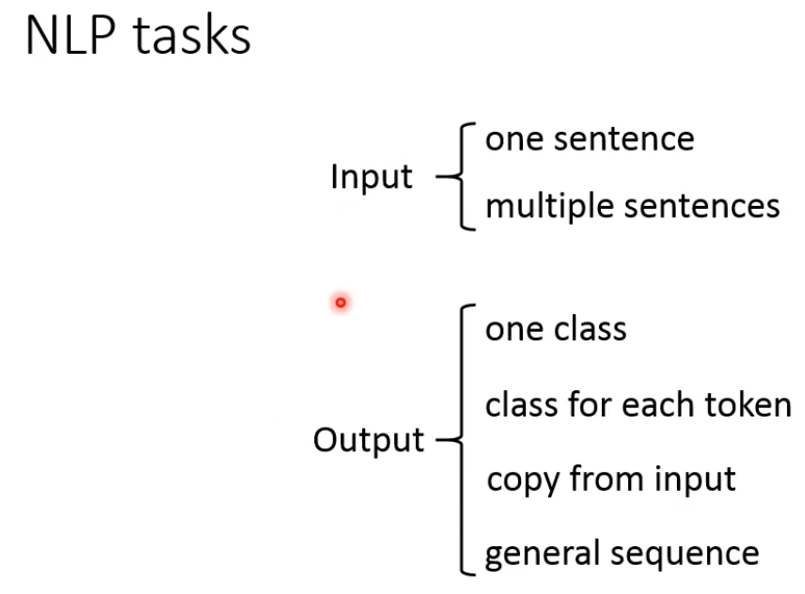 NLP tasks
Input
one sentence
multiple sentences
Output
one class
class for each token
copy from input
general sequence